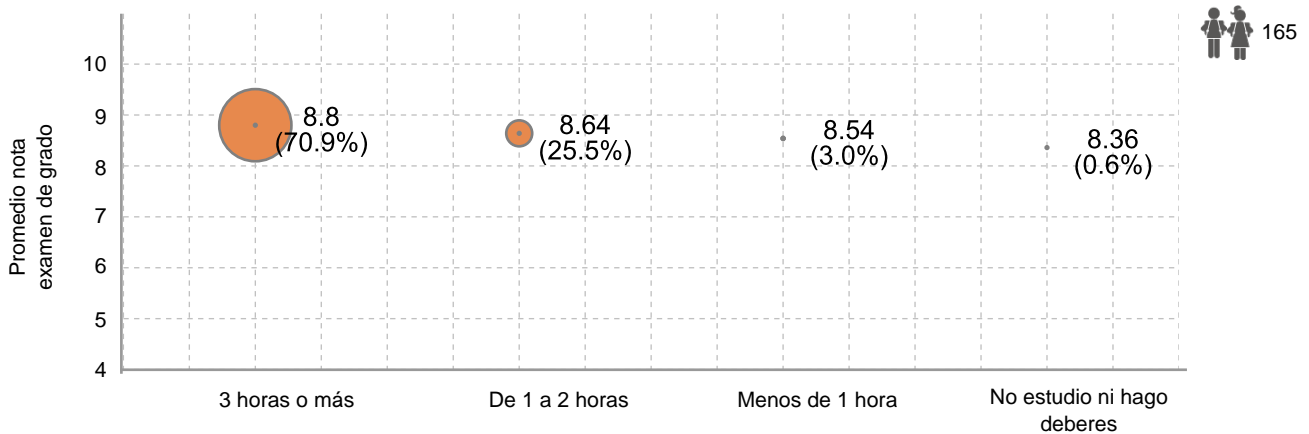 165
Promedio nota
examen de grado
10
9
8
7
6
5
4
8.8
(70.9%)
8.64
(25.5%)
8.54
(3.0%)
8.36
(0.6%)
3 horas o más
De 1 a 2 horas
Menos de 1 hora
No estudio ni hago
deberes